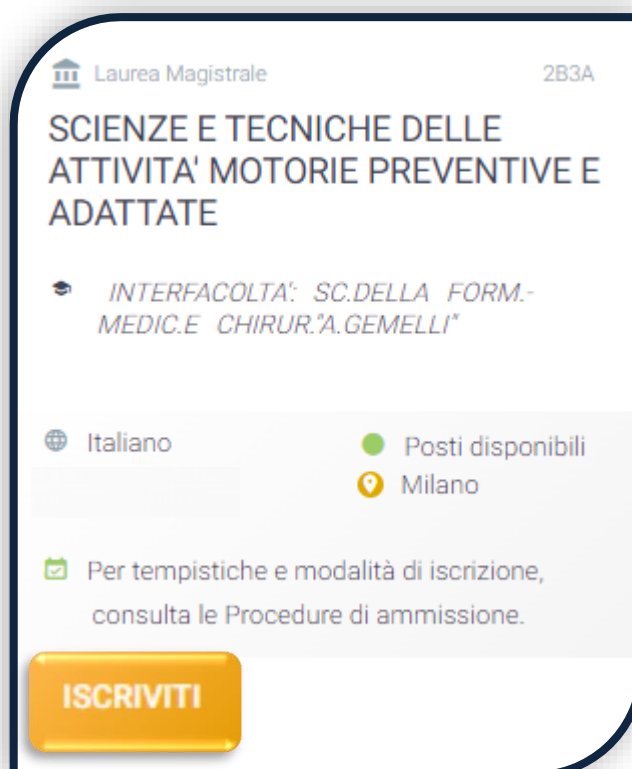 Laurea Magistrale 2B3A
SCIENZE E TECNICHE DELLE
ATTIVITA' MOTORIE PREVENTIVE E
ADATTATE
INTERFACOLTA': SC.DELLA FORM.-
MEDIC.E CHIRUR."A.GEMELLI"
Italiano
Posti disponibili
Milano
Per tempistiche e modalità di iscrizione,
consulta le Procedure di ammissione.
ISCRIVITI